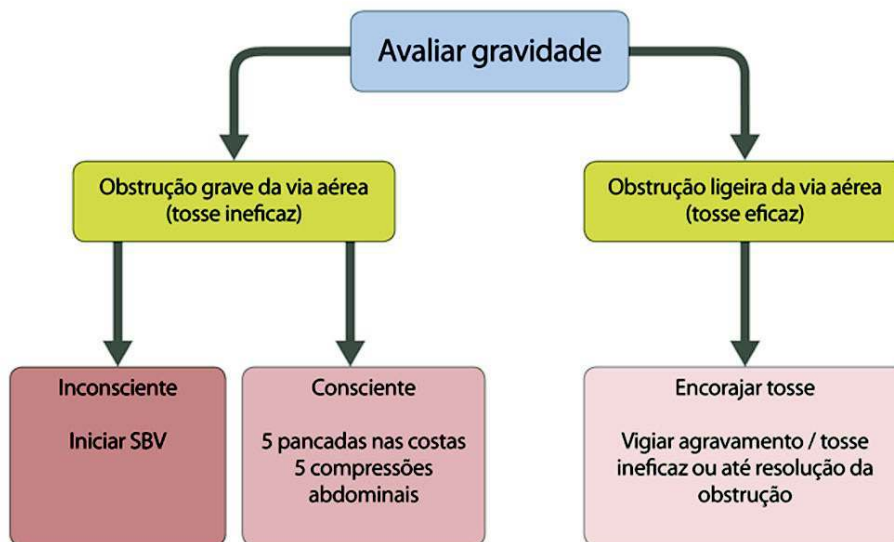 Avaliar gravidade
Obstrução grave da via aérea
(tosse ineficaz)
Obstrução ligeira da via aérea
(tosse eficaz)
Inconsciente
Iniciar SBV
Consciente
5 pancadas nas costas
5 compressões
abdominais
Encorajar tosse
Vigiar agravamento / tosse
ineficaz ou até resolução da
obstrução